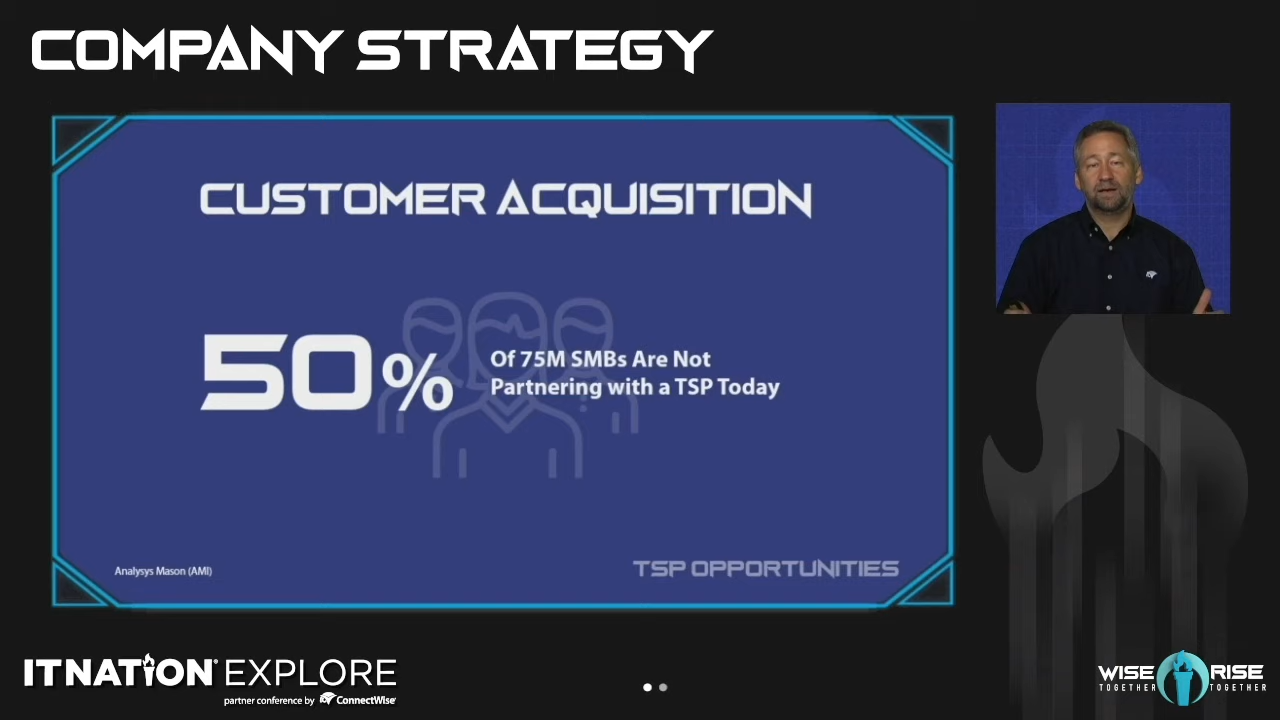 COMPANY STRATEGY
CUSTOMER ACQUISITION
50%
Of 75M SMBs Are Not
Partnering with a TSP Today
Analysys Mason (AMI)
TSP OPPORTUNITIES
ITNATION EXPLORE
partner conference by ConnectWise
WISE RISE
TOGETHER TOGETHER